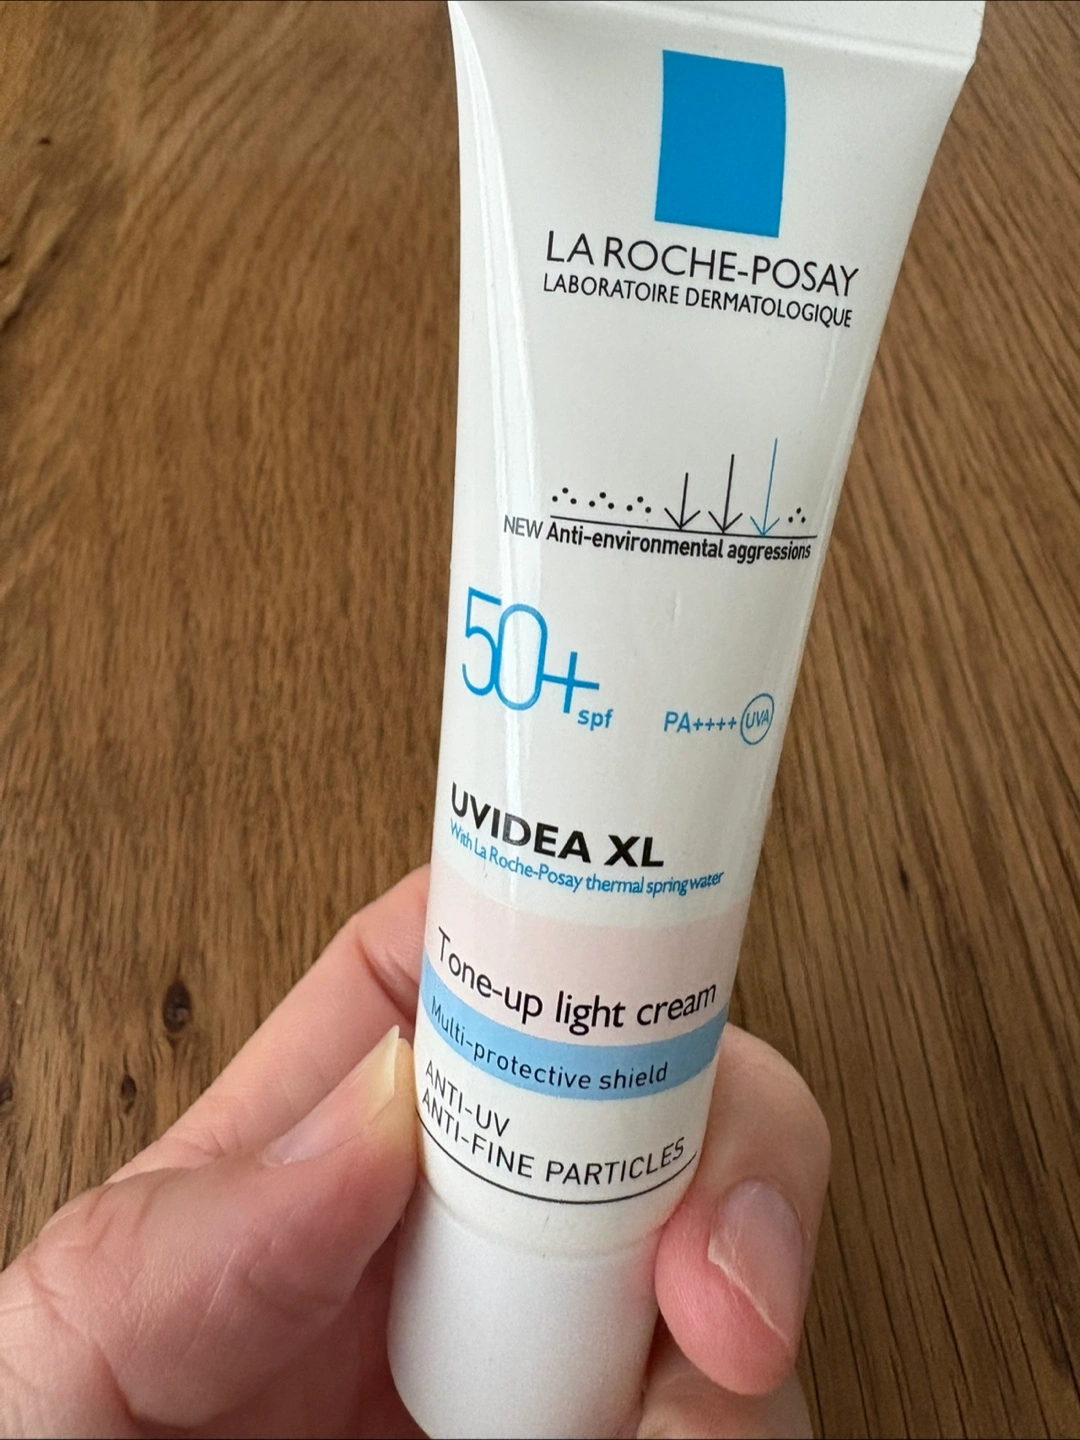 LA ROCHE-POSAY
LABORATOIRE DERMATOLOGIQUE
NEW Anti-environmental aggressions
50+ spf PA++++ UVA
UVIDEA XL
With La Roche-Posay thermal spring water
Tone-up light cream
Multi-protective shield
ANTI-UV
ANTI-FINE PARTICLES